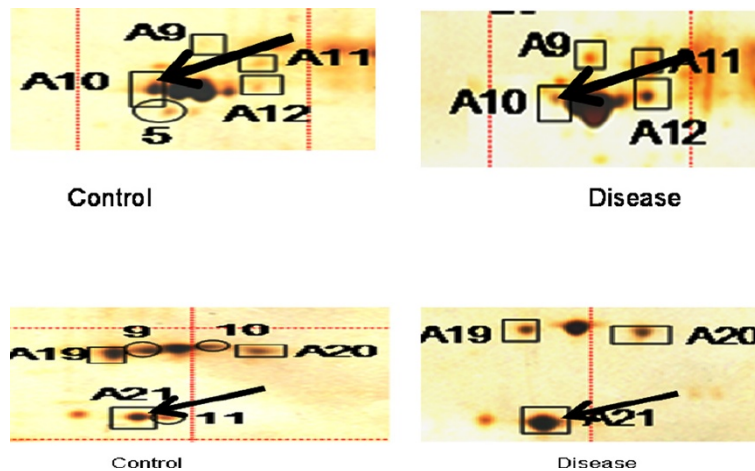 A9
A11
A10
A12
5
A9
A11
A10
A12
Control
Disease
9
10
A19
A20
A21
11
A19
A20
A21
Control
Disease